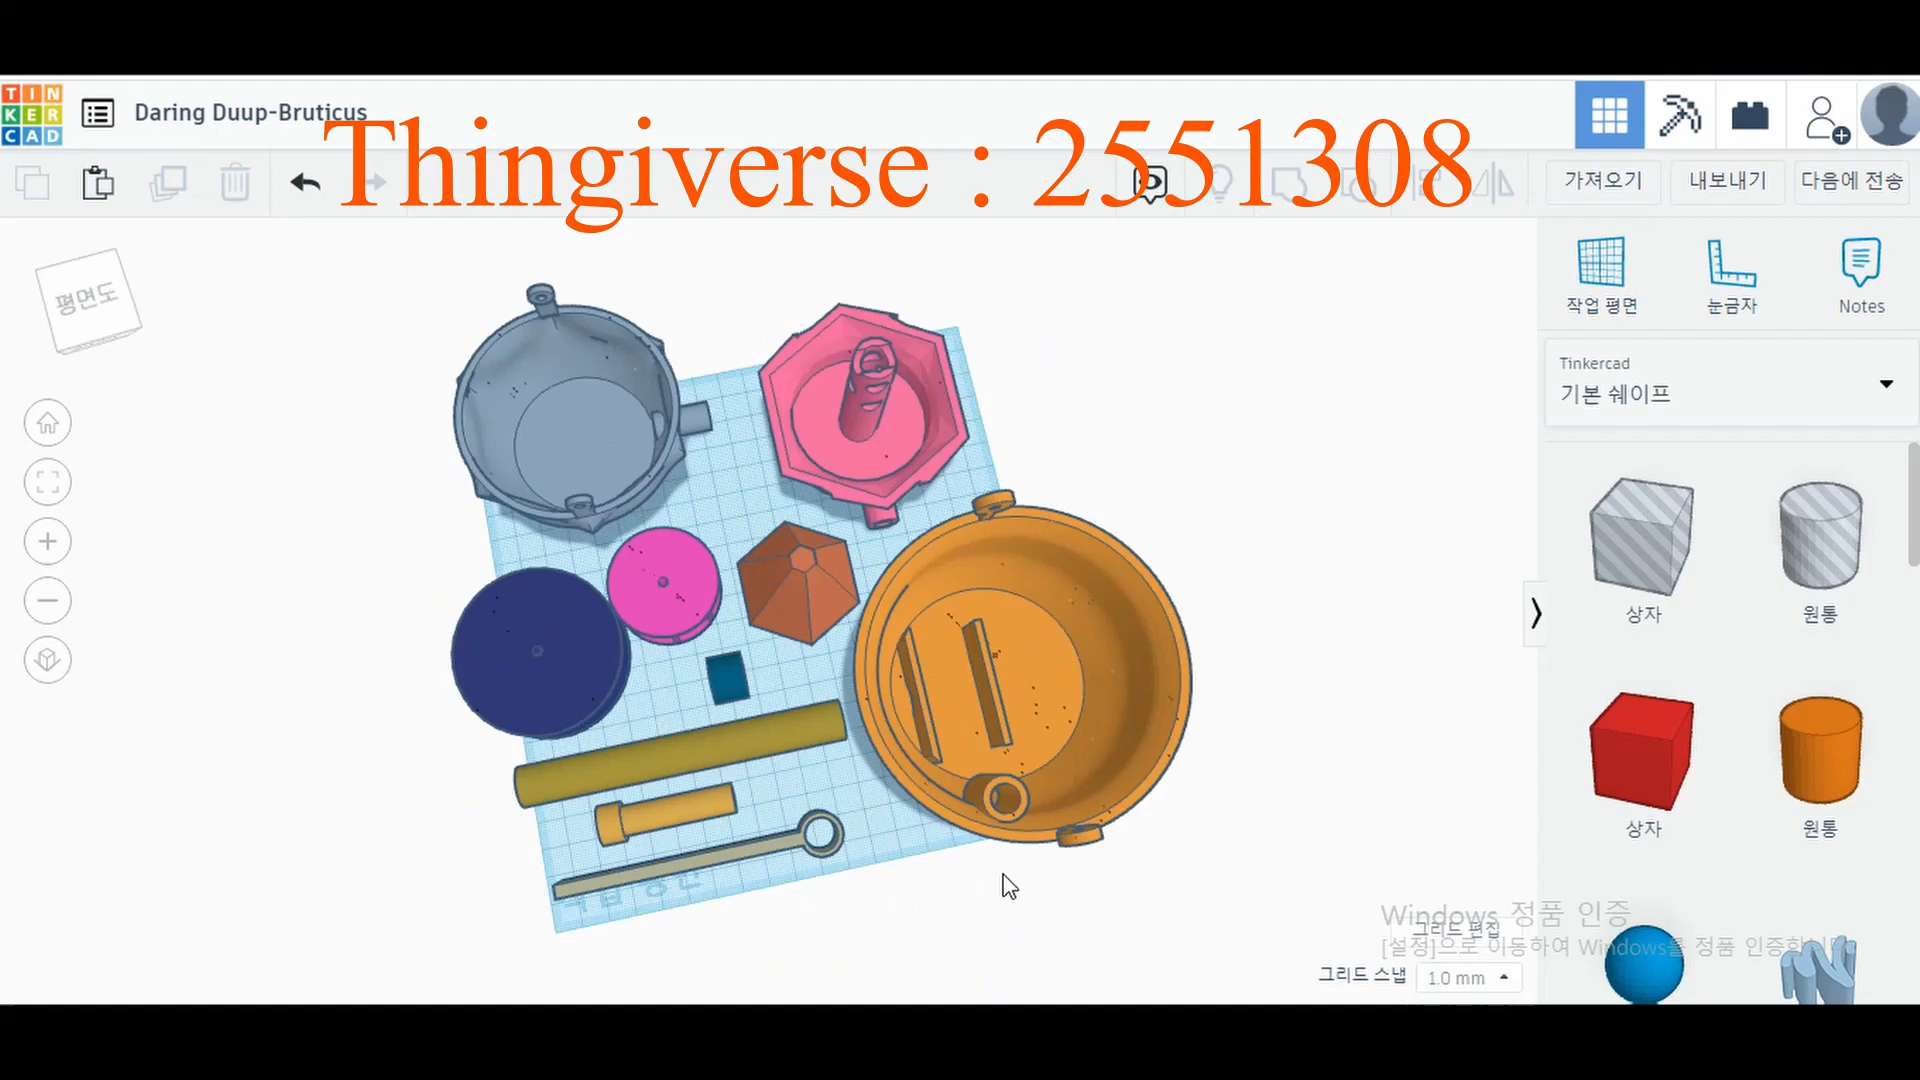 TINKERCAD
Daring Duup-Bruticus
Thingiverse : 2551308
가져오기
내보내기
다음에 전송
평면도
작업 평면
눈금자
Notes
Tinkercad
기본 쉐이프
상자
원통
상자
원통
Windows 정품 인증
그리드 편집
[설정]으로 이동하여 Windows를 정품 인증합니다.
그리드 스냅
1.0 mm